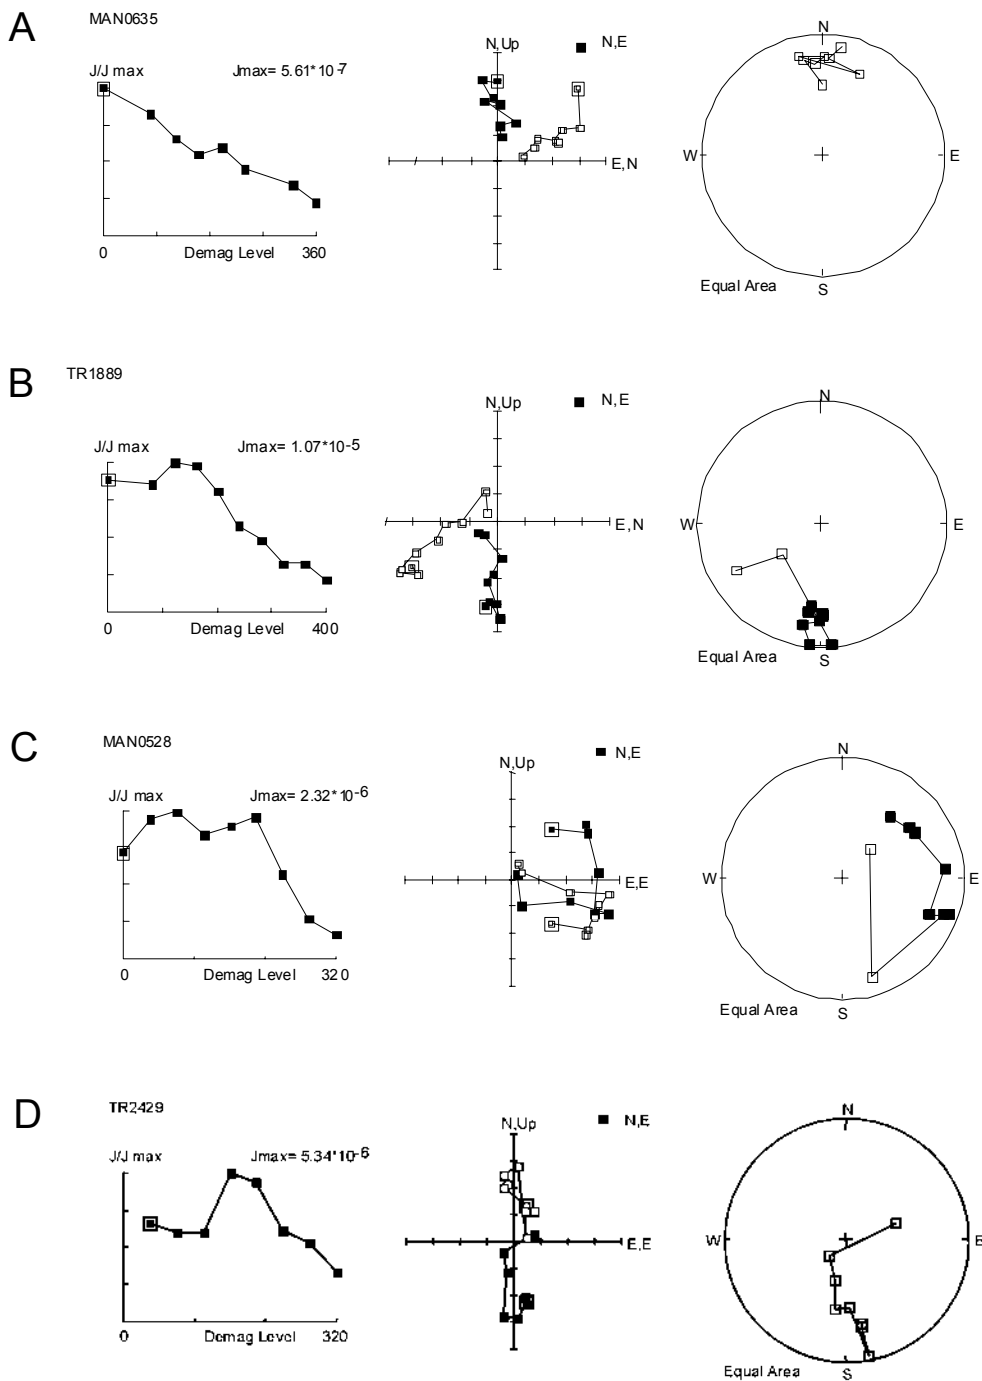 A
MAN0635
J/J max Jmax= 5.61*10-7
0 Demag Level 360
N,Up N,E
E,N
N
W E
S
Equal Area
B
TR1889
J/J max Jmax= 1.07*10-5
0 Demag Level 400
N,Up N,E
E,N
N
W E
S
Equal Area
C
MAN0528
J/J max Jmax= 2.32*10-6
0 Demag Level 320
N,Up N,E
E,E
N
W E
S
Equal Area
D
TR2429
J/J max Jmax= 5.34*10-6
0 Demag Level 320
N,Up N,E
E,E
N
W E
S
Equal Area